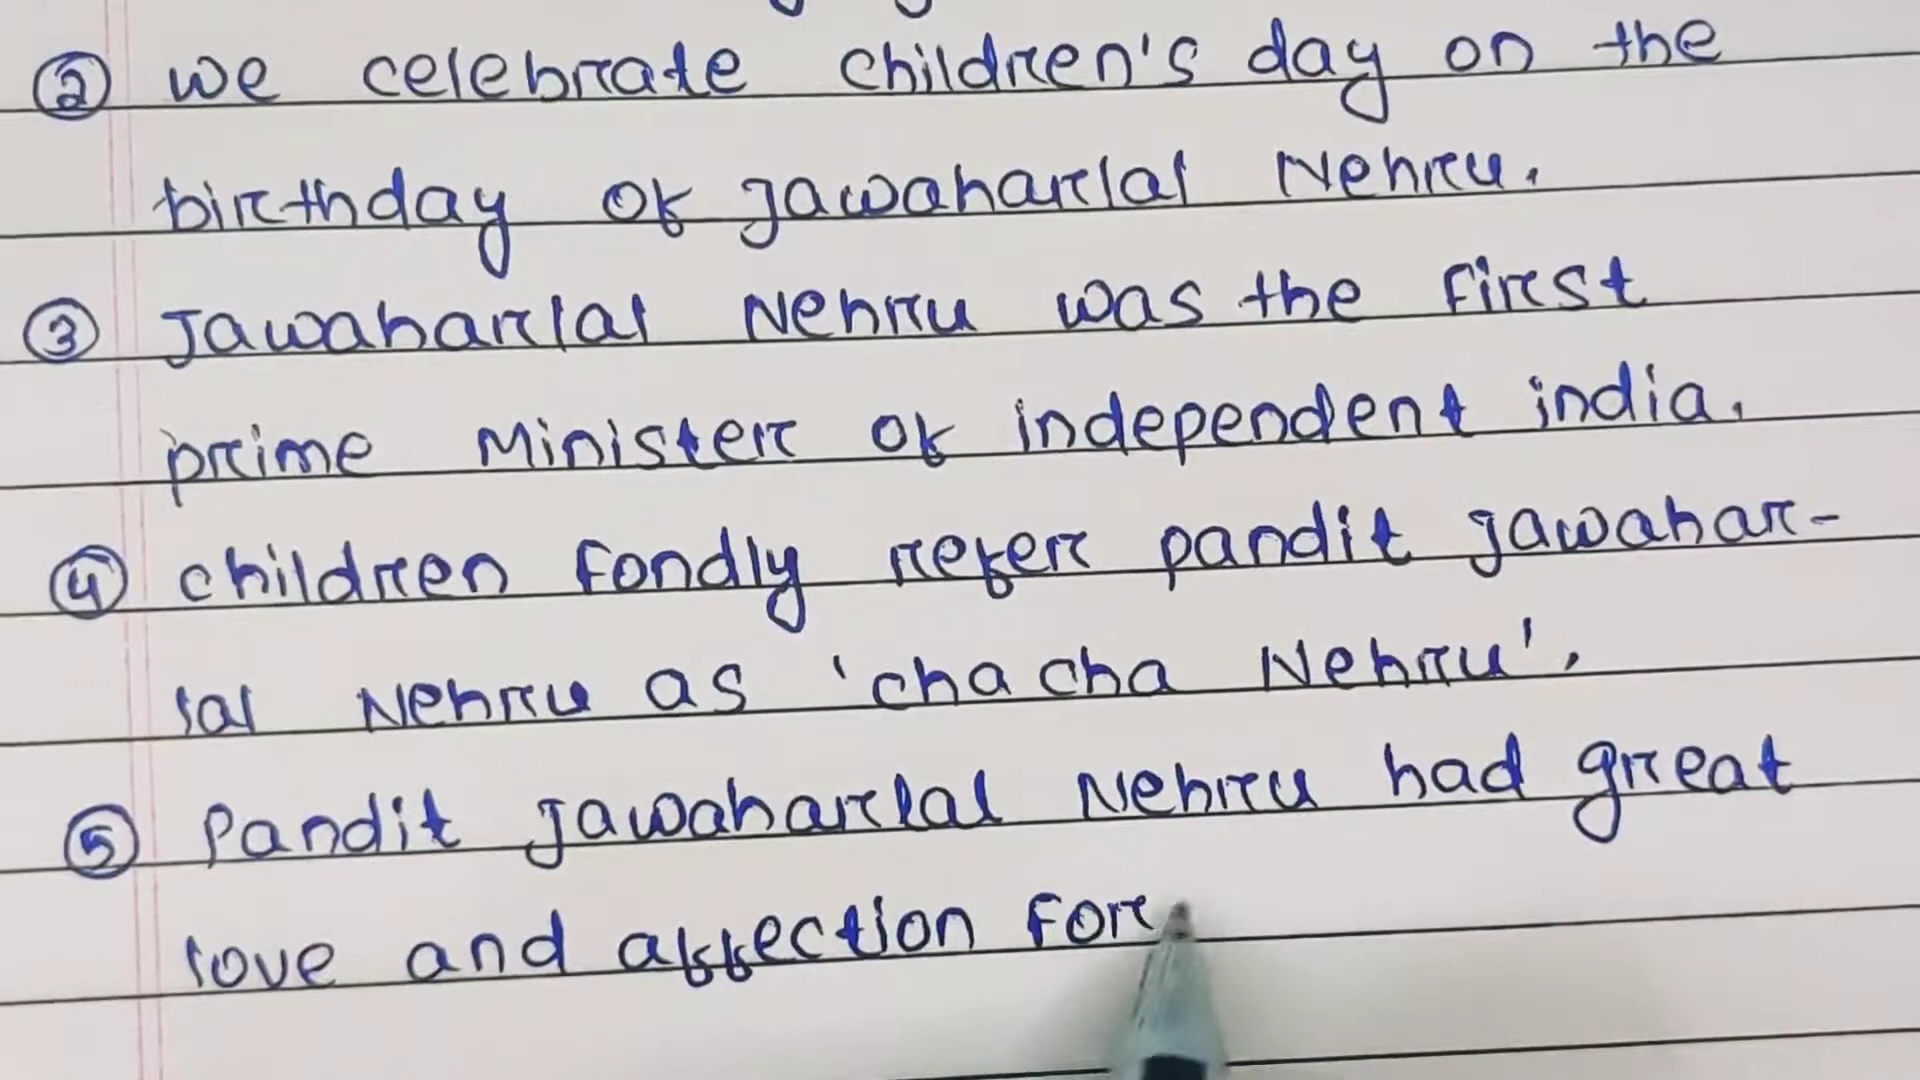 ② we celebrate children's day on the
birthday of Jawaharlal Nehru.
③ Jawaharlal Nehru was the first
prime Minister of independent india.
④ children fondly refer pandit Jawahar-
lal Nehru as 'chacha Nehru'.
⑤ Pandit Jawaharlal Nehru had great
love and affection for